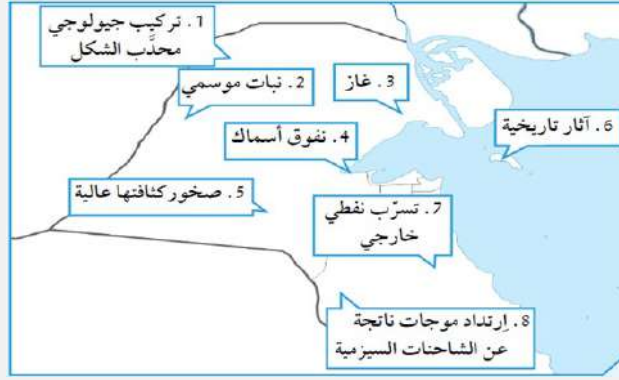 1. تركيب جيولوجي
محدَّب الشكل
2. نبات موسمي
3. غاز
4. نفوق أسماك
5. صخور كثافتها عالية
6. آثار تاريخية
7. تسرّب نفطي
خارجي
8. إرتداد موجات ناتجة
عن الشاحنات السيزمية